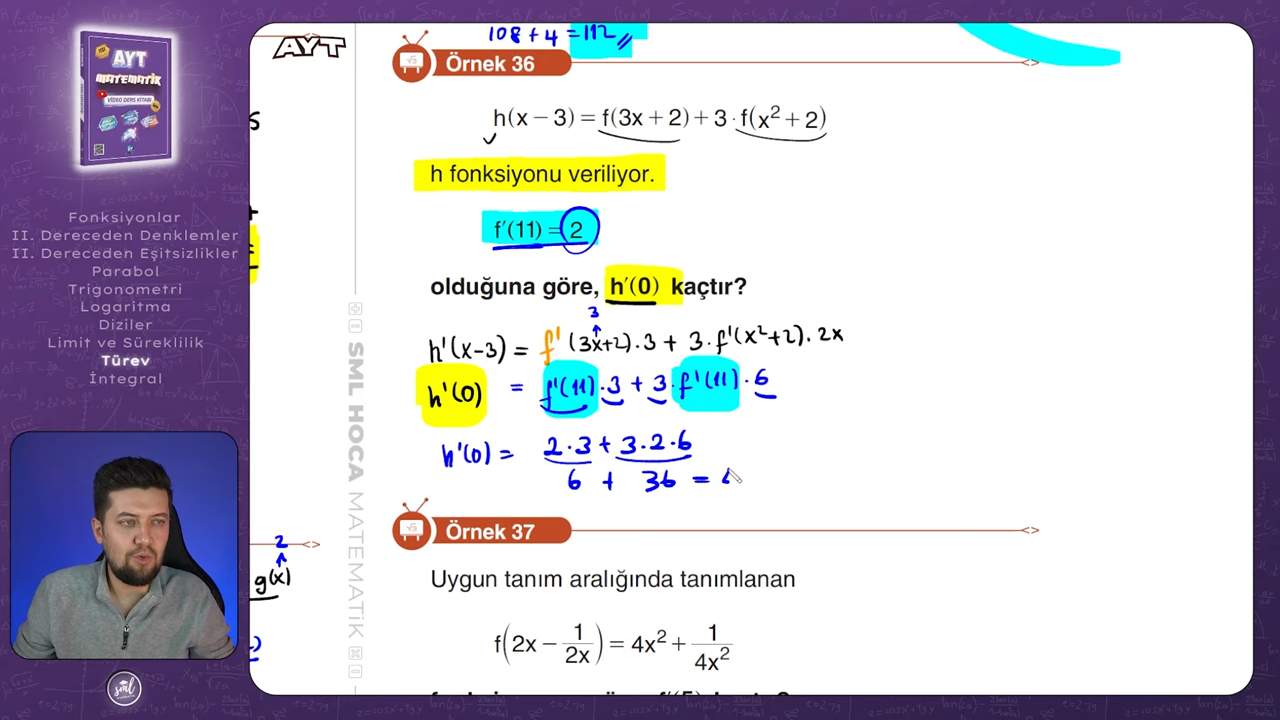 AYT
MATEMATİK
VİDEO DERS KİTABI
Fonksiyonlar
II. Dereceden Denklemler
II. Dereceden Eşitsizlikler
Parabol
Trigonometri
Logaritma
Diziler
Limit ve Süreklilik
Türev
İntegral
sml
AYT
2
g(x)
SML HOCA MATEMATİK
108 + 4 = 112
Örnek 36
h(x − 3) = f(3x + 2) + 3 · f(x² + 2)
h fonksiyonu veriliyor.
f′(11) = 2
olduğuna göre, h′(0) kaçtır?
3
h'(x-3) = f'(3x+2)·3 + 3·f'(x²+2)·2x
h'(0) = f'(11)·3 + 3·f'(11)·6
h'(0) = 2·3 + 3·2·6
6 + 36 =
Örnek 37
Uygun tanım aralığında tanımlanan
f(2x − 1/2x) = 4x² + 1/4x²